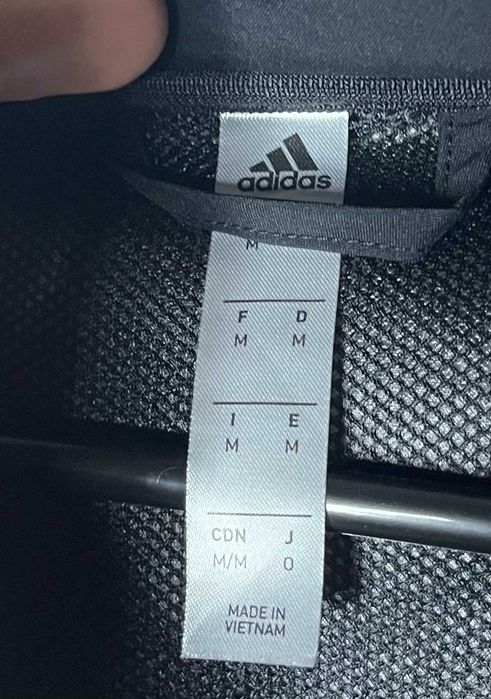 adidas
M
F D
M M
I E
M M
CDN J
M/M O
MADE IN
VIETNAM